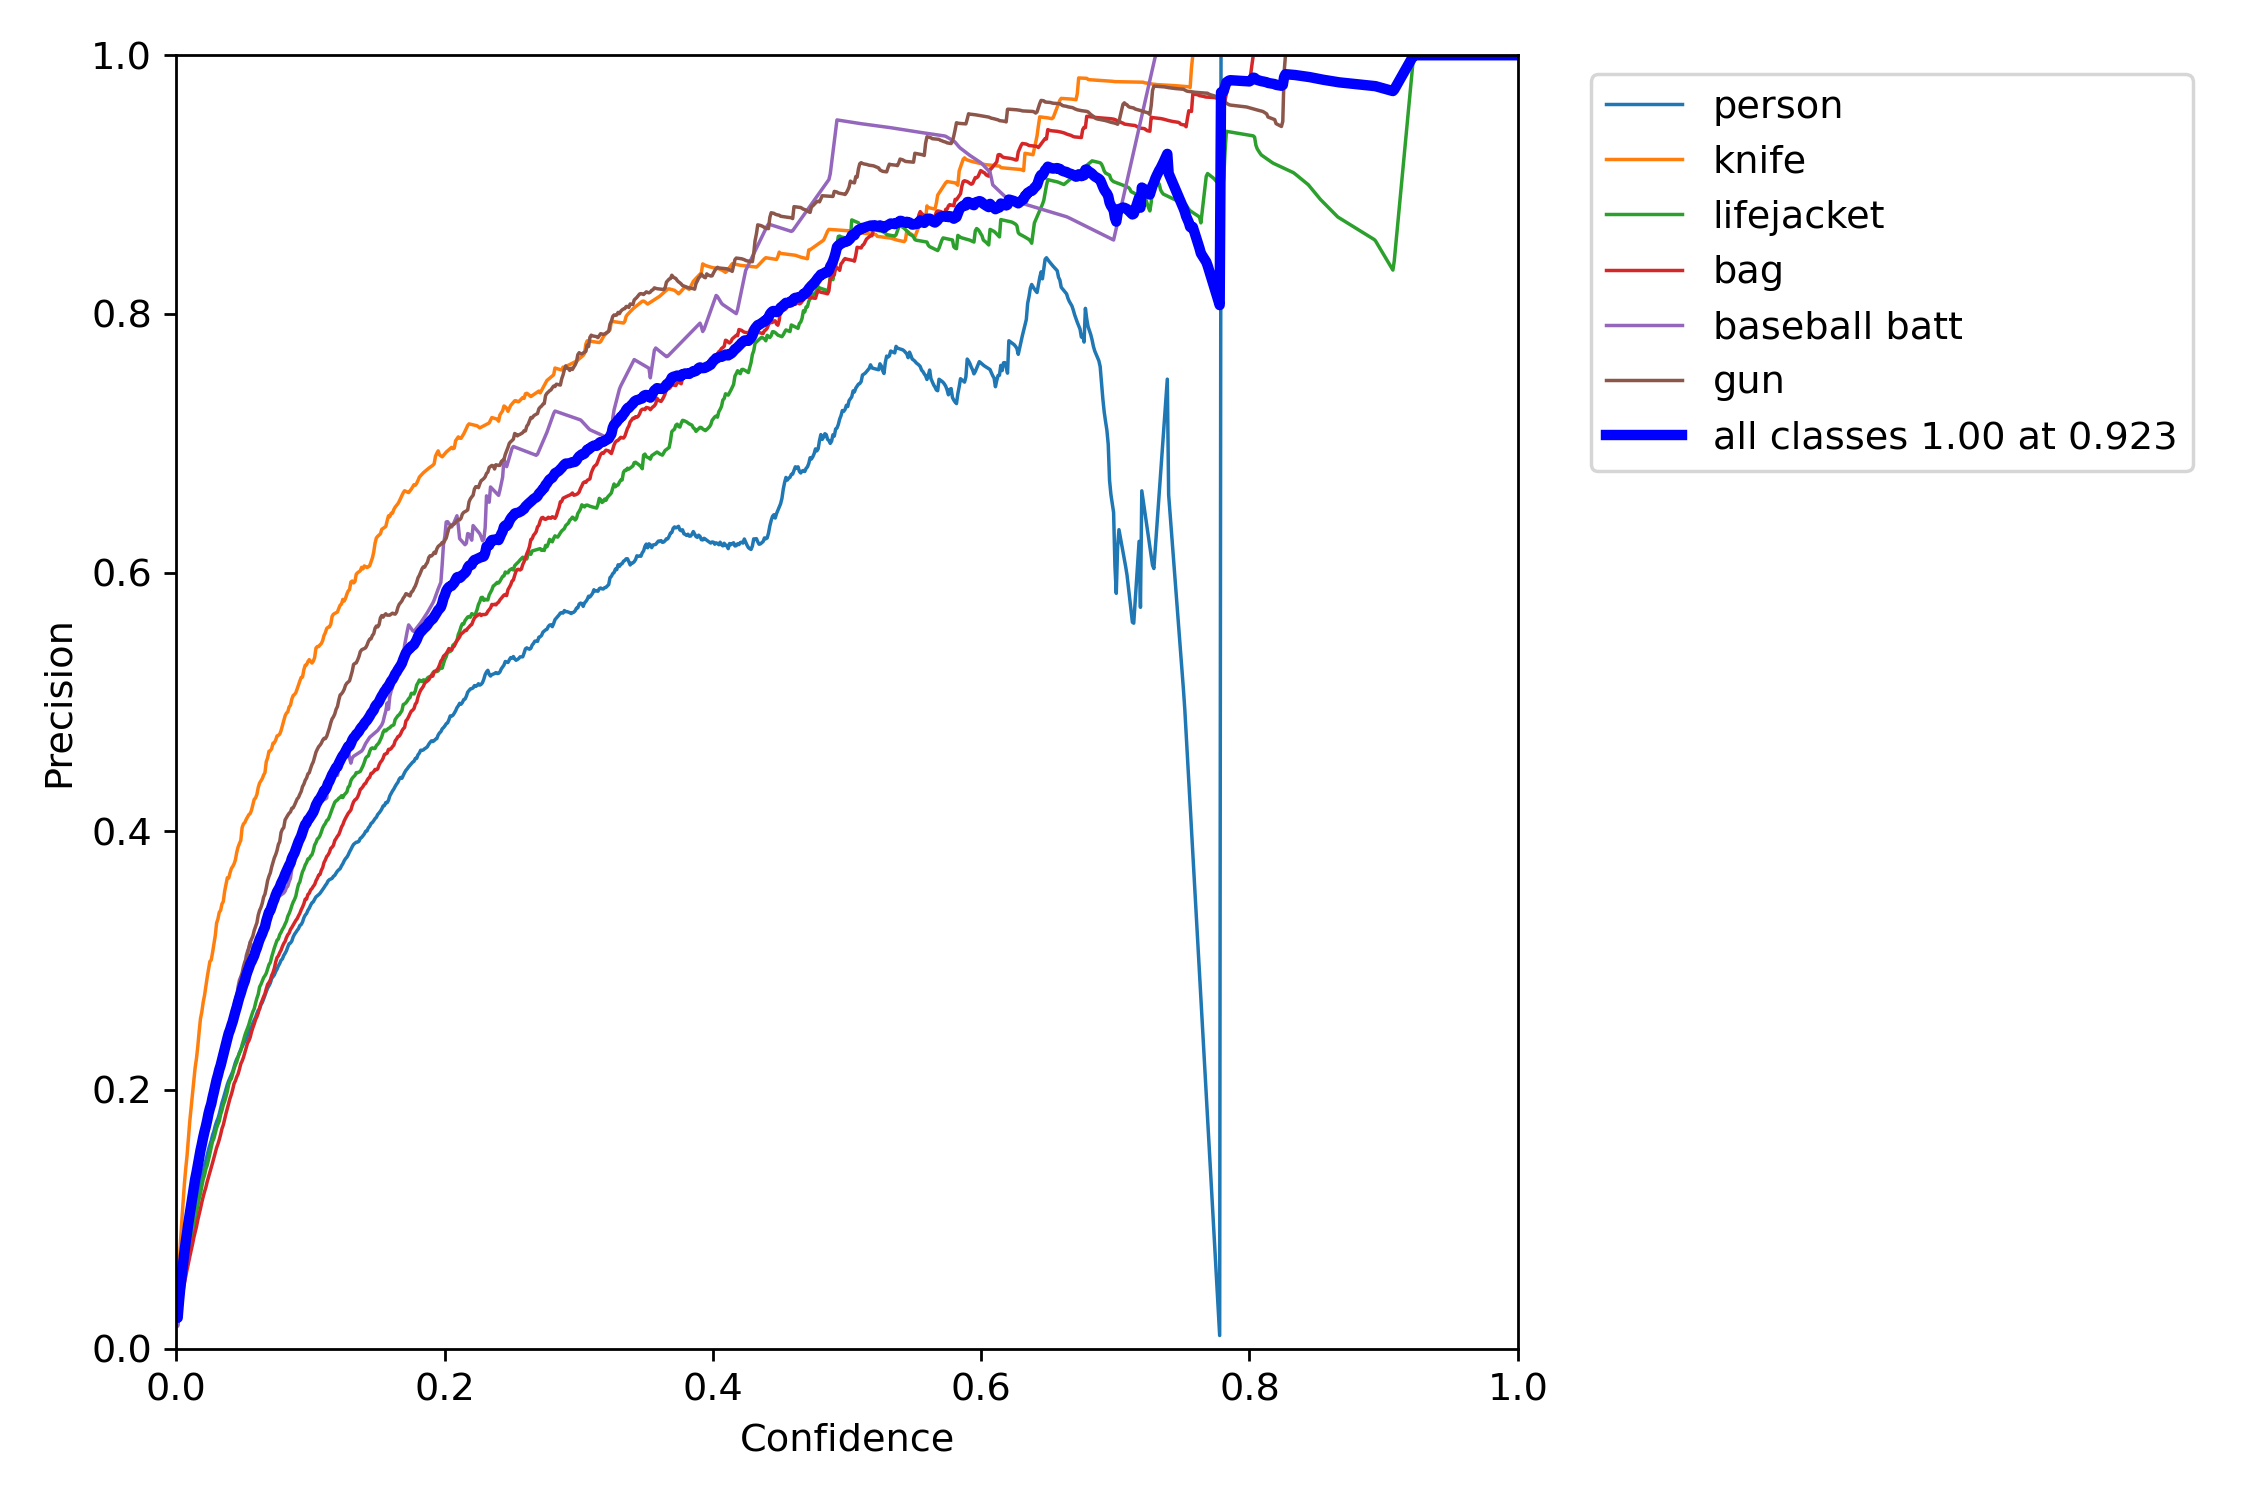 Precision
1.0
0.8
0.6
0.4
0.2
0.0
0.0 0.2 0.4 0.6 0.8 1.0
Confidence
person
knife
lifejacket
bag
baseball batt
gun
all classes 1.00 at 0.923